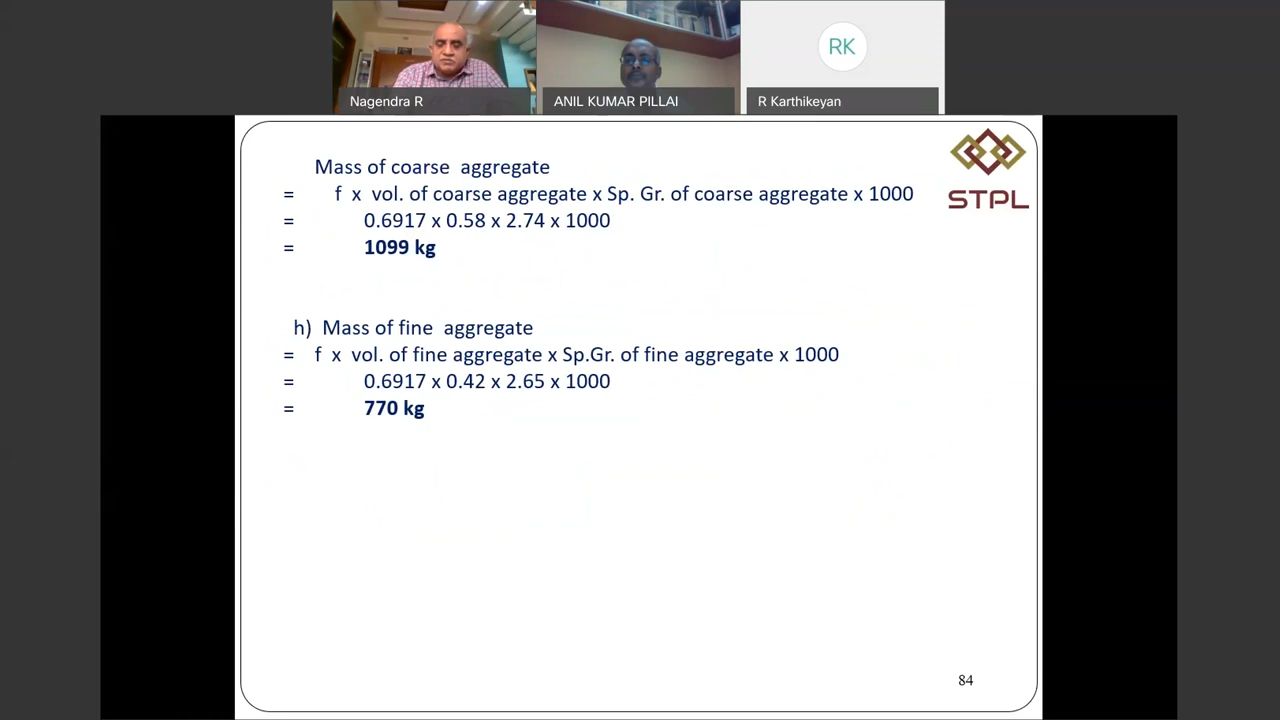 RK
Nagendra R
ANIL KUMAR PILLAI
R Karthikeyan
STPL
Mass of coarse aggregate
= f x vol. of coarse aggregate x Sp. Gr. of coarse aggregate x 1000
= 0.6917 x 0.58 x 2.74 x 1000
= 1099 kg
h) Mass of fine aggregate
= f x vol. of fine aggregate x Sp.Gr. of fine aggregate x 1000
= 0.6917 x 0.42 x 2.65 x 1000
= 770 kg
84